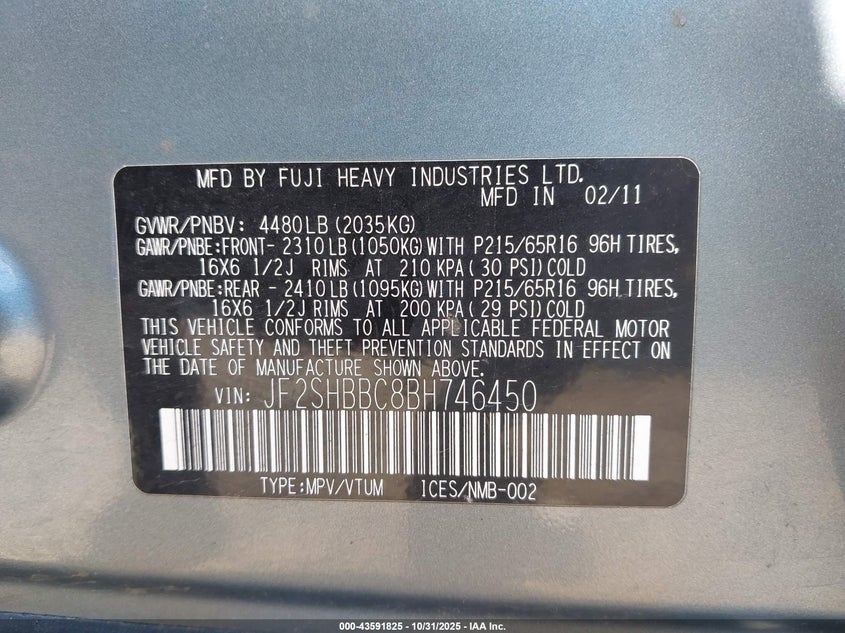 MFD BY FUJI HEAVY INDUSTRIES LTD.
MFD IN 02/11
GVWR/PNBV: 4480LB(2035KG)
GAWR/PNBE:FRONT- 2310LB(1050KG)WITH P215/65R16 96H TIRES,
16X6 1/2J RIMS AT 210KPA(30 PSI)COLD
GAWR/PNBE:REAR - 2410LB(1095KG)WITH P215/65R16 96H TIRES,
16X6 1/2J RIMS AT 200KPA(29 PSI)COLD
THIS VEHICLE CONFORMS TO ALL APPLICABLE FEDERAL MOTOR
VEHICLE SAFETY AND THEFT PREVENTION STANDARDS IN EFFECT ON
THE DATE OF MANUFACTURE SHOWN ABOVE.
VIN: JF2SHBBC8BH746450
TYPE:MPV/VTUM ICES/NMB-002
000-43591825 - 10/31/2025 - IAA Inc.